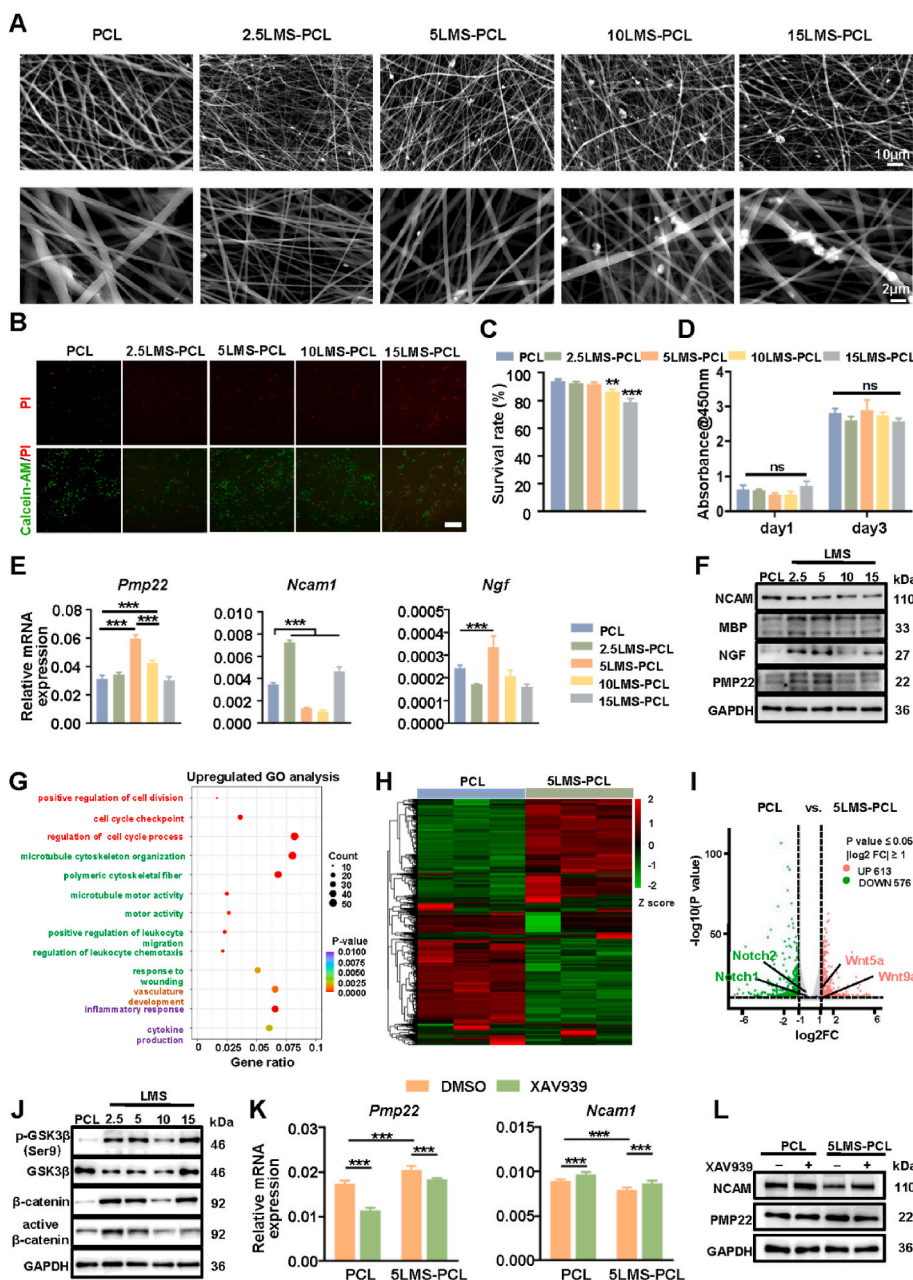 A
PCL 2.5LMS-PCL 5LMS-PCL 10LMS-PCL 15LMS-PCL
10μm
2μm
B
PCL 2.5LMS-PCL 5LMS-PCL 10LMS-PCL 15LMS-PCL
PI
Calcein-AM/PI
C D
PCL 2.5LMS-PCL 5LMS-PCL 10LMS-PCL 15LMS-PCL
Survival rate (%)
100
80
60
40
20
0
** ***
Absorbance@450nm
4
3
2
1
0
ns ns
day1 day3
E
Pmp22
Relative mRNA expression
0.08
0.06
0.04
0.02
0.00
***
*** ***
Ncam1
0.010
0.008
0.006
0.004
0.002
0.000
***
Ngf
0.0005
0.0004
0.0003
0.0002
0.0001
0.0000
***
PCL
2.5LMS-PCL
5LMS-PCL
10LMS-PCL
15LMS-PCL
F
LMS
PCL 2.5 5 10 15 kDa
NCAM 110
MBP 33
NGF 27
PMP22 22
GAPDH 36
G
Upregulated GO analysis
positive regulation of cell division
cell cycle checkpoint
regulation of cell cycle process
microtubule cytoskeleton organization
polymeric cytoskeletal fiber
microtubule motor activity
motor activity
positive regulation of leukocyte
migration
regulation of leukocyte chemotaxis
response to
wounding
vasculature
development
inflammatory response
cytokine
production
0 0.025 0.05 0.075 0.1
Gene ratio
Count
10
20
30
40
50
P-value
0.0100
0.0075
0.0050
0.0025
0.0000
H
PCL 5LMS-PCL
2
1
0
-1
-2
Z score
I
PCL vs. 5LMS-PCL
P value ≤ 0.05
|log2 FC| ≥ 1
UP 613
DOWN 576
-log10(P value)
100
50
10
Notch2
Notch1
Wnt5a
Wnt9a
-6 -2 -1 1 2 6
log2FC
J
LMS
PCL 2.5 5 10 15 kDa
p-GSK3β
(Ser9) 46
GSK3β 46
β-catenin 92
active
β-catenin 92
GAPDH 36
K
DMSO XAV939
Pmp22
Relative mRNA expression
0.03
0.02
0.01
0.00
***
*** ***
PCL 5LMS-PCL
Ncam1
0.015
0.010
0.005
0.000
***
*** ***
PCL 5LMS-PCL
L
PCL 5LMS-PCL
XAV939 – + – + kDa
NCAM 110
PMP22 22
GAPDH 36